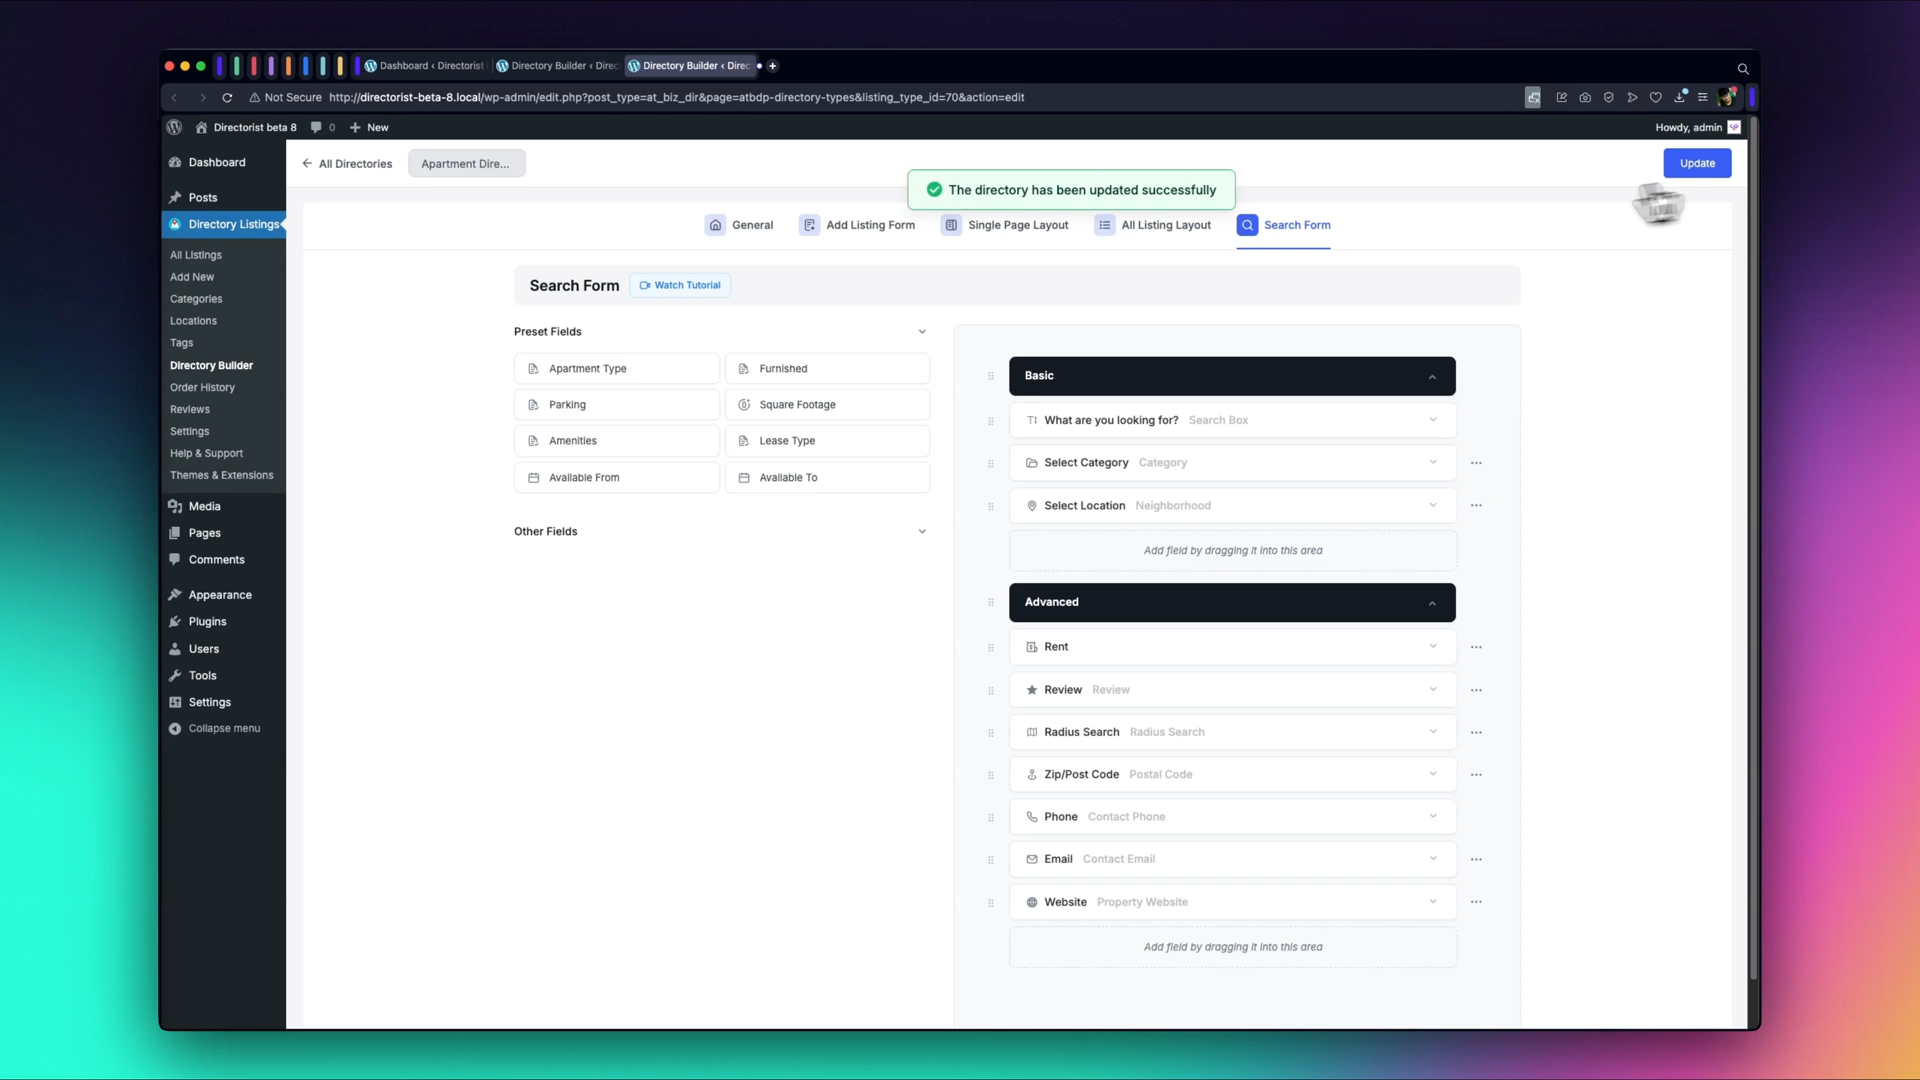 Dashboard ‹ Directorist
Directory Builder ‹ Direc
Directory Builder ‹ Direc
Not Secure http://directorist-beta-8.local/wp-admin/edit.php?post_type=at_biz_dir&page=atbdp-directory-types&listing_type_id=70&action=edit
Directorist beta 8 0 New
Howdy, admin
Dashboard
Posts
Directory Listings
All Listings
Add New
Categories
Locations
Tags
Directory Builder
Order History
Reviews
Settings
Help & Support
Themes & Extensions
Media
Pages
Comments
Appearance
Plugins
Users
Tools
Settings
Collapse menu
All Directories
Apartment Dire...
Update
The directory has been updated successfully
General
Add Listing Form
Single Page Layout
All Listing Layout
Search Form
Search Form
Watch Tutorial
Preset Fields
Apartment Type
Furnished
Parking
Square Footage
Amenities
Lease Type
Available From
Available To
Other Fields
Basic
What are you looking for? Search Box
Select Category Category
Select Location Neighborhood
Add field by dragging it into this area
Advanced
Rent
Review Review
Radius Search Radius Search
Zip/Post Code Postal Code
Phone Contact Phone
Email Contact Email
Website Property Website
Add field by dragging it into this area